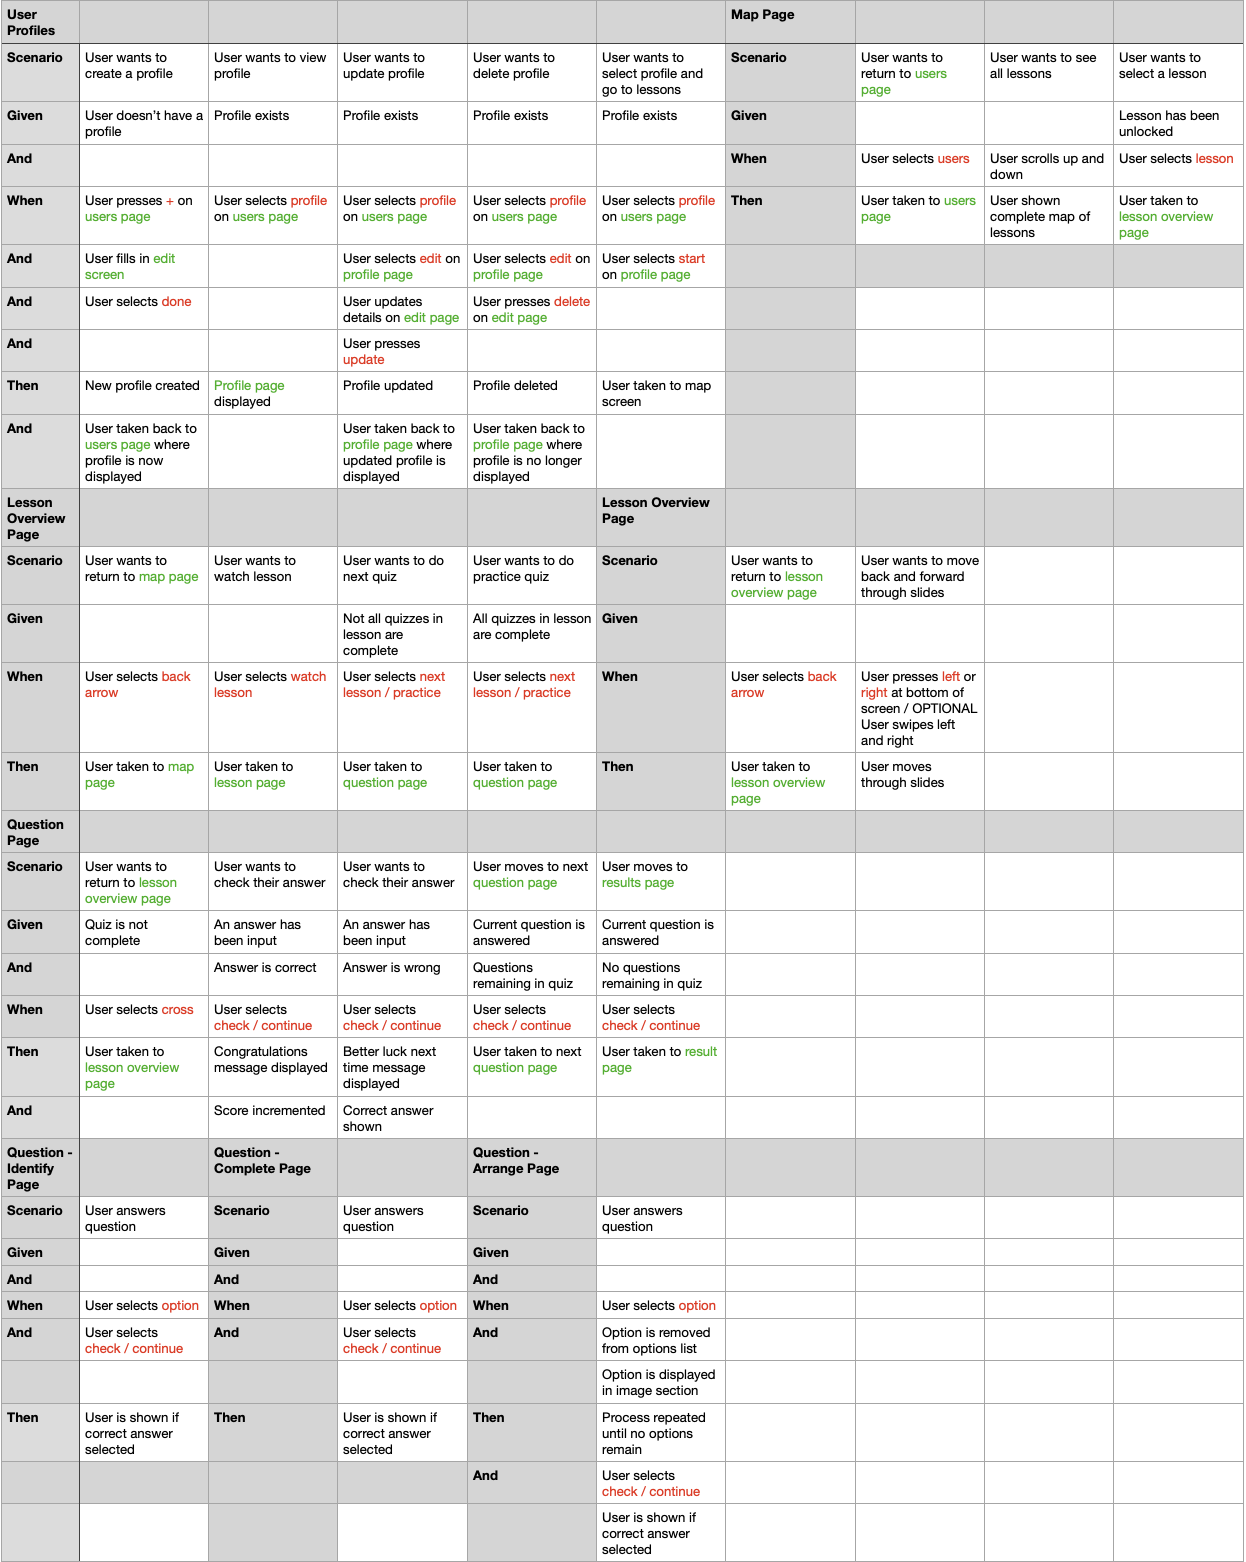 User Profiles
Map Page
Scenario
User wants to create a profile
User wants to view profile
User wants to update profile
User wants to delete profile
User wants to select profile and go to lessons
Scenario
User wants to return to users page
User wants to see all lessons
User wants to select a lesson
Given
User doesn't have a profile
Profile exists
Profile exists
Profile exists
Profile exists
Given
Lesson has been unlocked
And
When
User selects users
User scrolls up and down
User selects lesson
When
User presses + on users page
User selects profile on users page
User selects profile on users page
User selects profile on users page
User selects profile on users page
Then
User taken to users page
User shown complete map of lessons
User taken to lesson overview page
And
User fills in edit screen
User selects edit on profile page
User selects edit on profile page
User selects start on profile page
And
User selects done
User updates details on edit page
User presses delete on edit page
And
User presses update
Then
New profile created
Profile page displayed
Profile updated
Profile deleted
User taken to map screen
And
User taken back to users page where profile is now displayed
User taken back to profile page where updated profile is displayed
User taken back to profile page where profile is no longer displayed
Lesson Overview Page
Lesson Overview Page
Scenario
User wants to return to map page
User wants to watch lesson
User wants to do next quiz
User wants to do practice quiz
Scenario
User wants to return to lesson overview page
User wants to move back and forward through slides
Given
Not all quizzes in lesson are complete
All quizzes in lesson are complete
Given
When
User selects back arrow
User selects watch lesson
User selects next lesson / practice
User selects next lesson / practice
When
User selects back arrow
User presses left or right at bottom of screen / OPTIONAL User swipes left and right
Then
User taken to map page
User taken to lesson page
User taken to question page
User taken to question page
Then
User taken to lesson overview page
User moves through slides
Question Page
Scenario
User wants to return to lesson overview page
User wants to check their answer
User wants to check their answer
User moves to next question page
User moves to results page
Given
Quiz is not complete
An answer has been input
An answer has been input
Current question is answered
Current question is answered
And
Answer is correct
Answer is wrong
Questions remaining in quiz
No questions remaining in quiz
When
User selects cross
User selects check / continue
User selects check / continue
User selects check / continue
User selects check / continue
Then
User taken to lesson overview page
Congratulations message displayed
Better luck next time message displayed
User taken to next question page
User taken to result page
And
Score incremented
Correct answer shown
Question - Identify Page
Question - Complete Page
Question - Arrange Page
Scenario
User answers question
Scenario
User answers question
Scenario
User answers question
Given
Given
Given
And
And
And
When
User selects option
When
User selects option
When
User selects option
And
User selects check / continue
And
User selects check / continue
And
Option is removed from options list
Option is displayed in image section
Then
User is shown if correct answer selected
Then
User is shown if correct answer selected
Then
Process repeated until no options remain
And
User selects check / continue
User is shown if correct answer selected